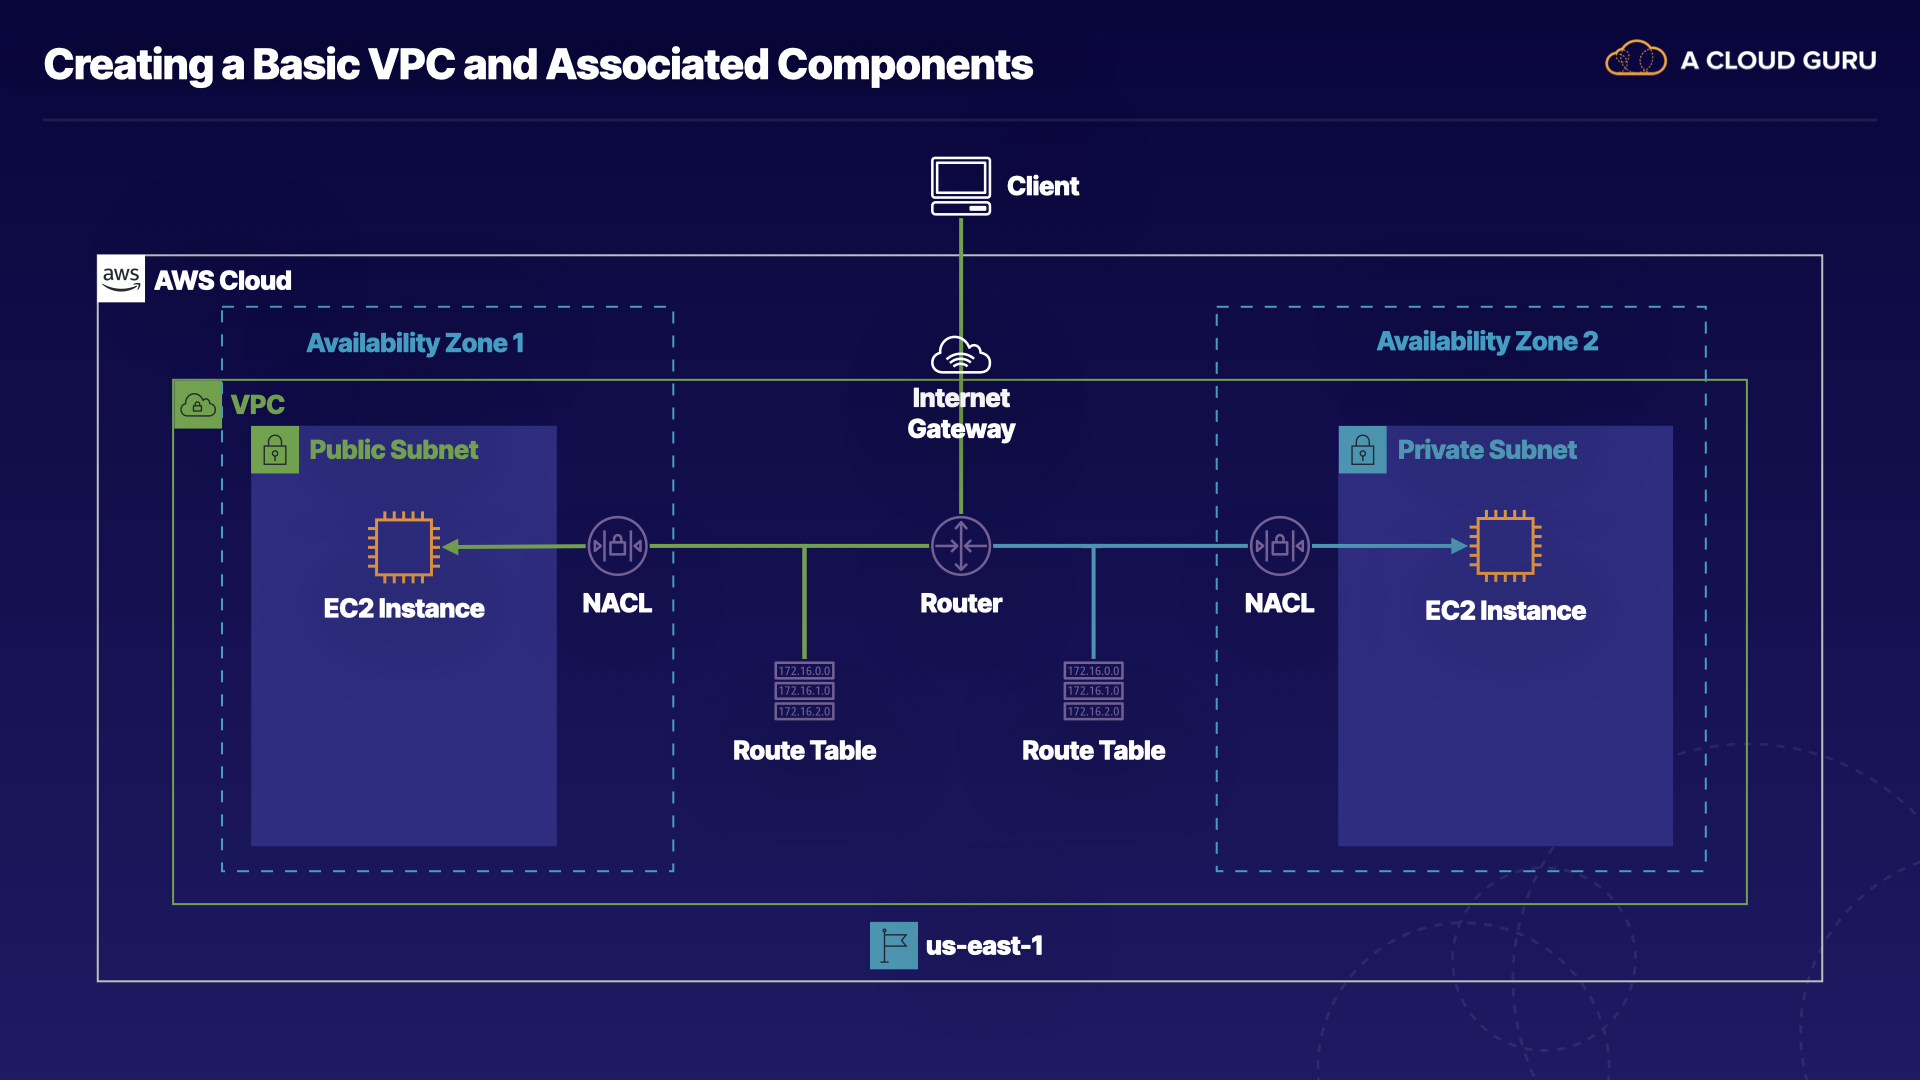 Creating a Basic VPC and Associated Components
A CLOUD GURU
Client
aws
AWS Cloud
Availability Zone 1
Availability Zone 2
VPC
Internet
Gateway
Public Subnet
Private Subnet
EC2 Instance
NACL
Router
NACL
EC2 Instance
172.16.0.0
172.16.1.0
172.16.2.0
Route Table
172.16.0.0
172.16.1.0
172.16.2.0
Route Table
us-east-1